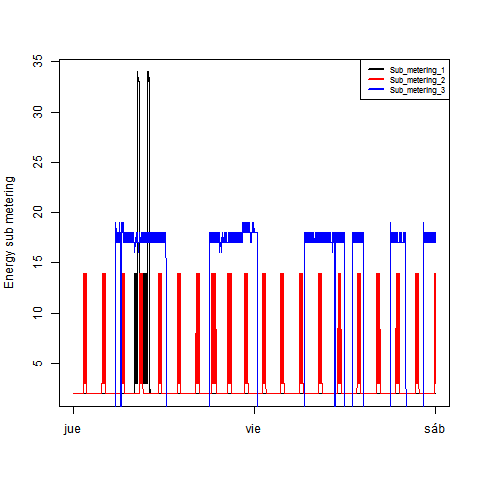 Sub_metering_1
Sub_metering_2
Sub_metering_3
Energy sub metering
35
30
25
20
15
10
5
jue
vie
sáb